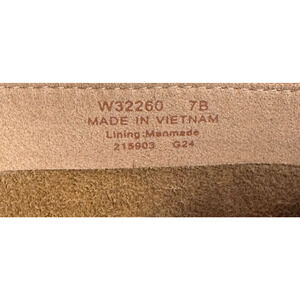 W32260 7B
MADE IN VIETNAM
Lining:Manmade
215903 G24